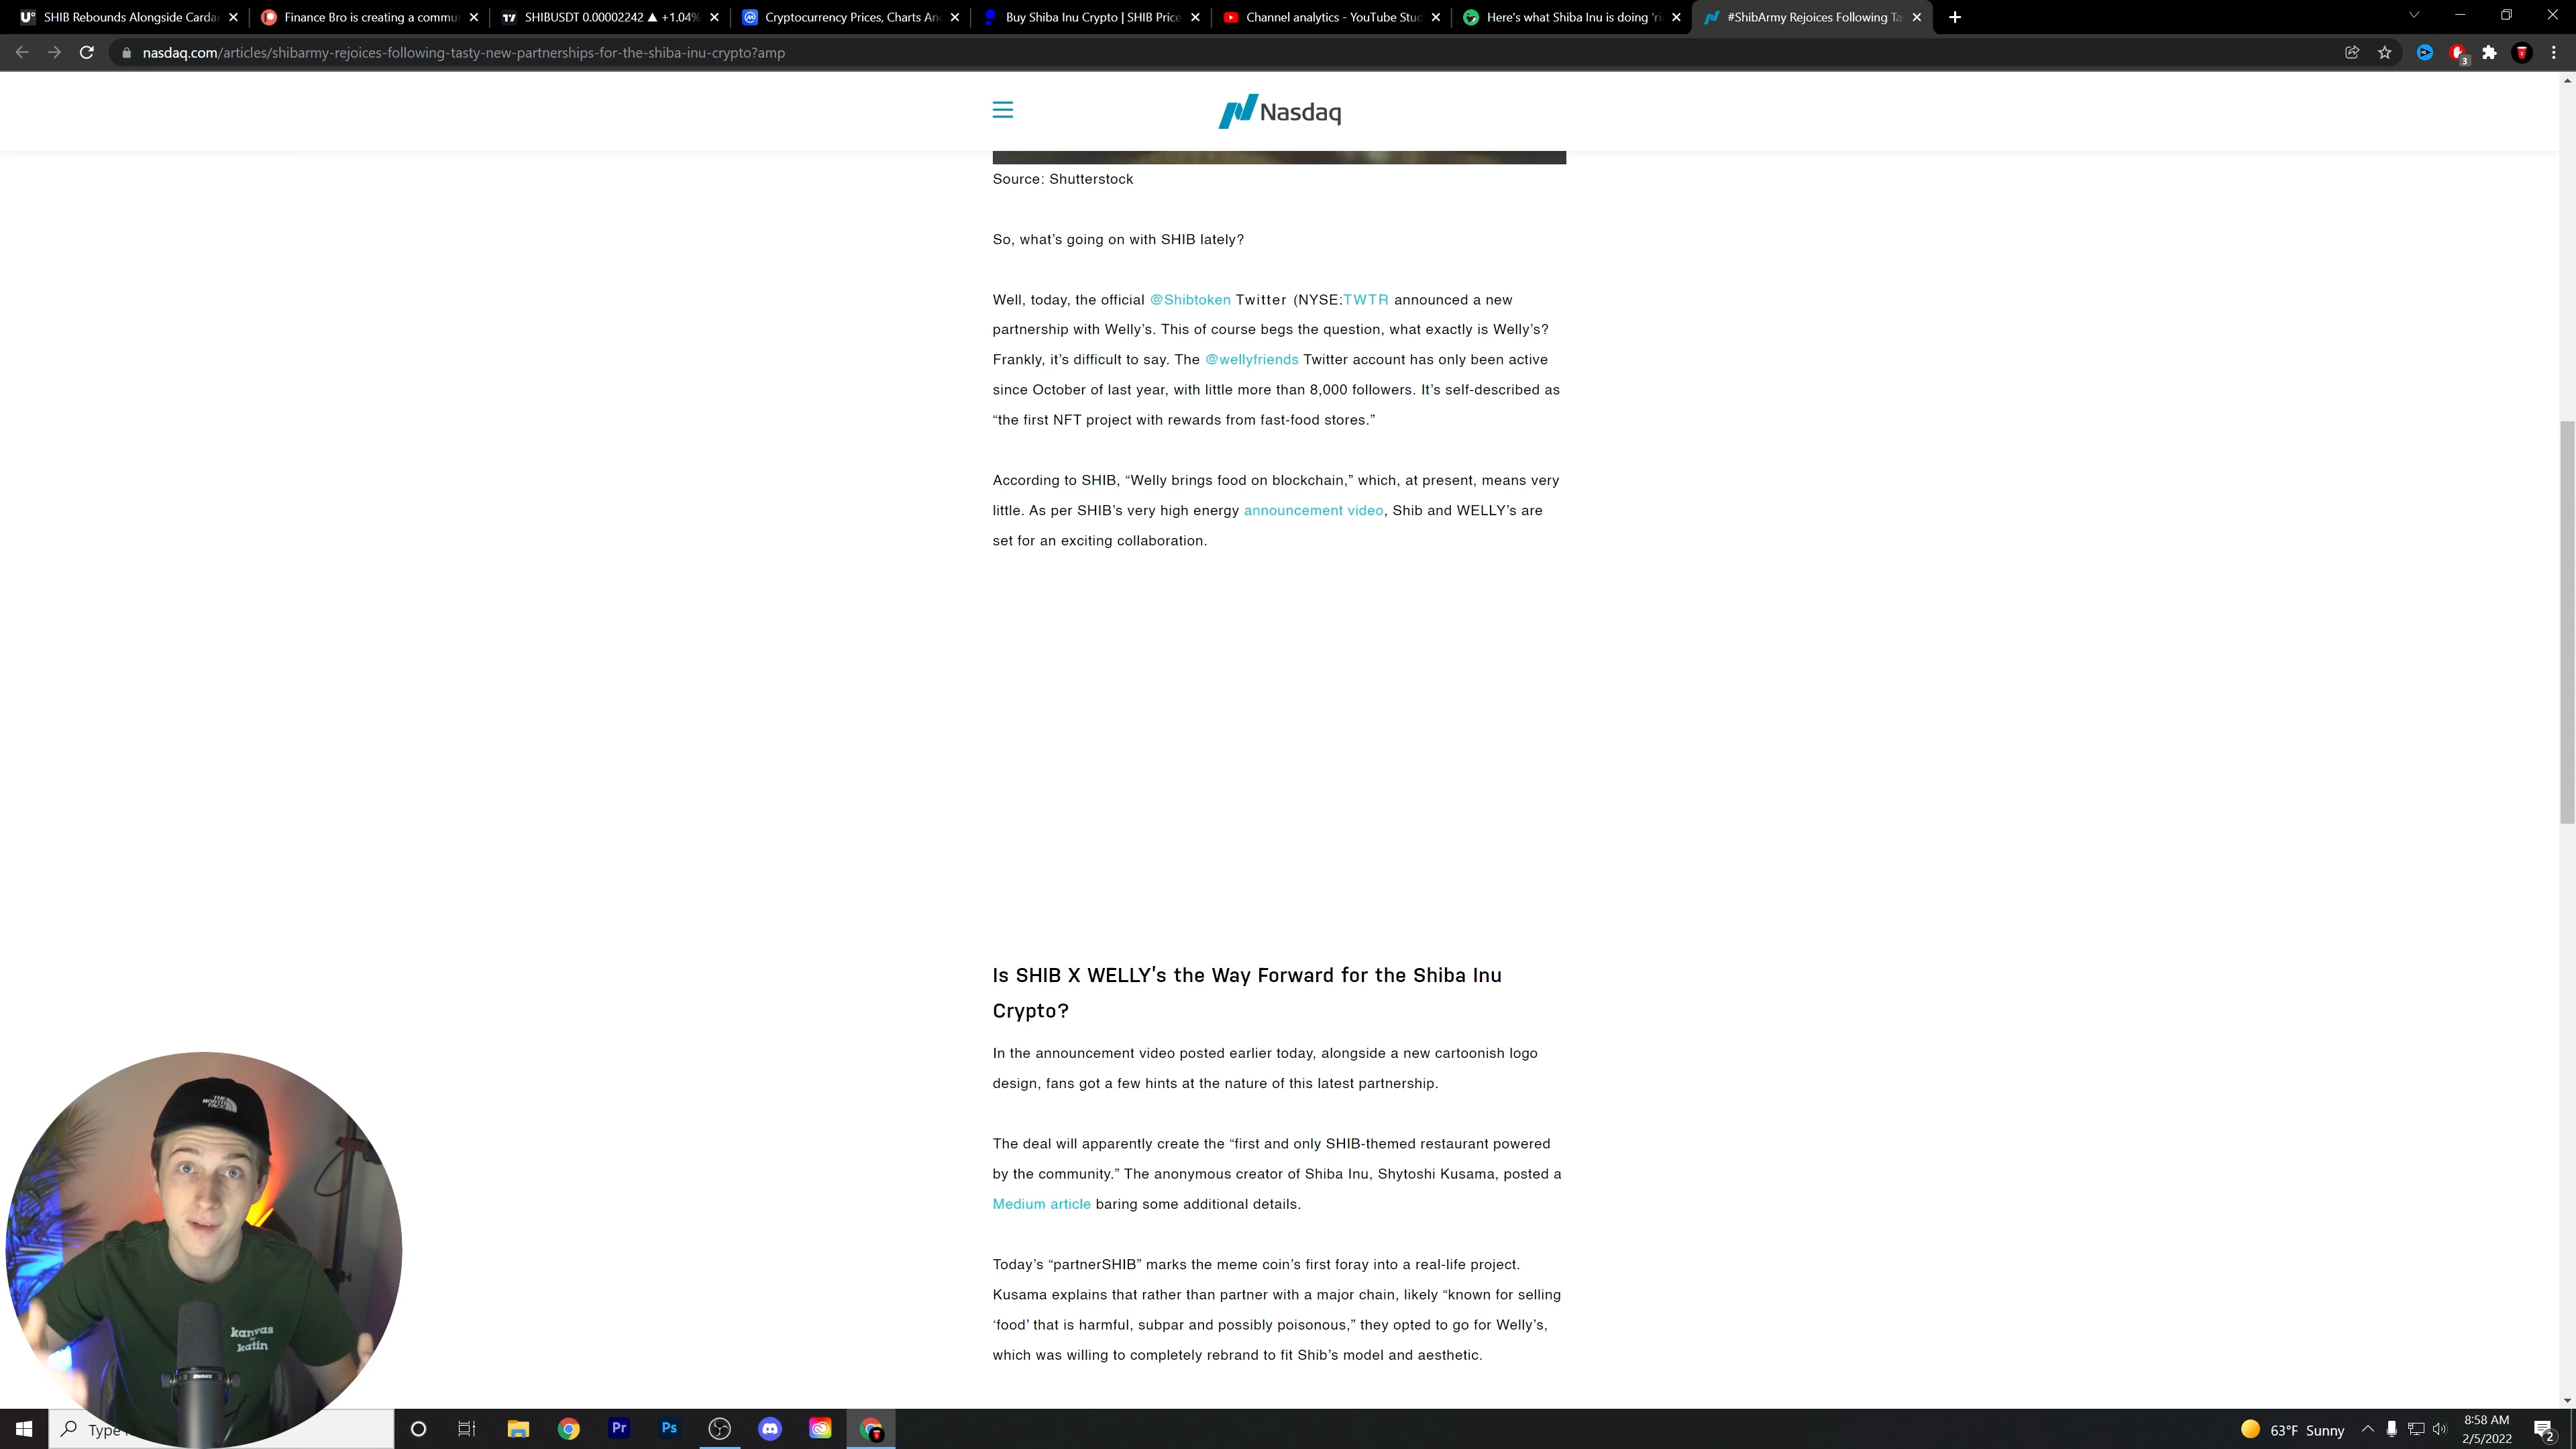 SHIB Rebounds Alongside Carda
Finance Bro is creating a commu
SHIBUSDT 0.00002242 ▲ +1.04%
Cryptocurrency Prices, Charts An
Buy Shiba Inu Crypto | SHIB Price
Channel analytics - YouTube Stud
Here's what Shiba Inu is doing 'ri
#ShibArmy Rejoices Following Ta
nasdaq.com/articles/shibarmy-rejoices-following-tasty-new-partnerships-for-the-shiba-inu-crypto?amp
3
Nasdaq
Source: Shutterstock
So, what’s going on with SHIB lately?
Well, today, the official @Shibtoken Twitter (NYSE:TWTR announced a new
partnership with Welly’s. This of course begs the question, what exactly is Welly’s?
Frankly, it’s difficult to say. The @wellyfriends Twitter account has only been active
since October of last year, with little more than 8,000 followers. It’s self-described as
“the first NFT project with rewards from fast-food stores.”
According to SHIB, “Welly brings food on blockchain,” which, at present, means very
little. As per SHIB’s very high energy announcement video, Shib and WELLY’s are
set for an exciting collaboration.
Is SHIB X WELLY’s the Way Forward for the Shiba Inu
Crypto?
In the announcement video posted earlier today, alongside a new cartoonish logo
design, fans got a few hints at the nature of this latest partnership.
The deal will apparently create the “first and only SHIB-themed restaurant powered
by the community.” The anonymous creator of Shiba Inu, Shytoshi Kusama, posted a
Medium article baring some additional details.
Today’s “partnerSHIB” marks the meme coin’s first foray into a real-life project.
Kusama explains that rather than partner with a major chain, likely “known for selling
‘food’ that is harmful, subpar and possibly poisonous,” they opted to go for Welly’s,
which was willing to completely rebrand to fit Shib’s model and aesthetic.
THE
NORTH
FACE
kanvas
by
katin
Type
Pr
Ps
63°F Sunny
8:58 AM
2/5/2022
2